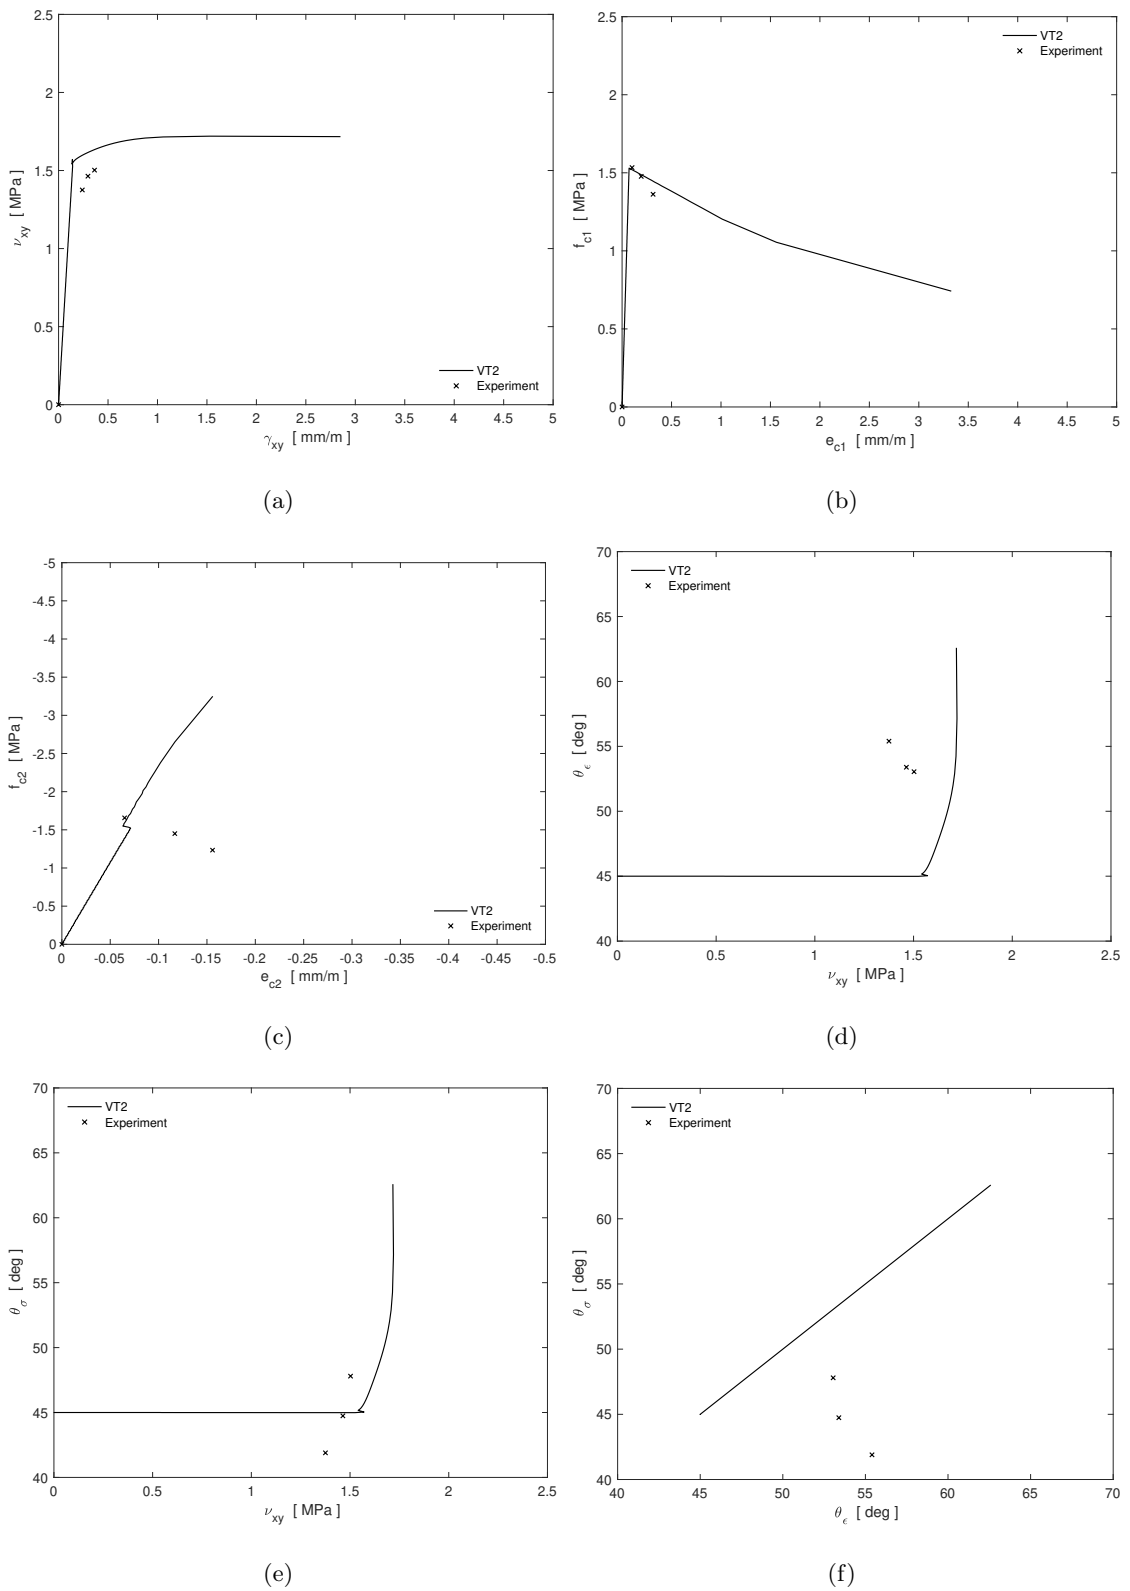 2.5
2
1.5
1
0.5
0
ν_xy [ MPa ]
VT2
Experiment
0 0.5 1 1.5 2 2.5 3 3.5 4 4.5 5
γ_xy [ mm/m ]
(a)
2.5
2
1.5
1
0.5
0
f_c1 [ MPa ]
VT2
Experiment
0 0.5 1 1.5 2 2.5 3 3.5 4 4.5 5
e_c1 [ mm/m ]
(b)
-5
-4.5
-4
-3.5
-3
-2.5
-2
-1.5
-1
-0.5
0
f_c2 [ MPa ]
VT2
Experiment
0 -0.05 -0.1 -0.15 -0.2 -0.25 -0.3 -0.35 -0.4 -0.45 -0.5
e_c2 [ mm/m ]
(c)
70
65
60
55
50
45
40
θ_ϵ [ deg ]
VT2
Experiment
0 0.5 1 1.5 2 2.5
ν_xy [ MPa ]
(d)
70
65
60
55
50
45
40
θ_σ [ deg ]
VT2
Experiment
0 0.5 1 1.5 2 2.5
ν_xy [ MPa ]
(e)
70
65
60
55
50
45
40
θ_σ [ deg ]
VT2
Experiment
40 45 50 55 60 65 70
θ_ϵ [ deg ]
(f)